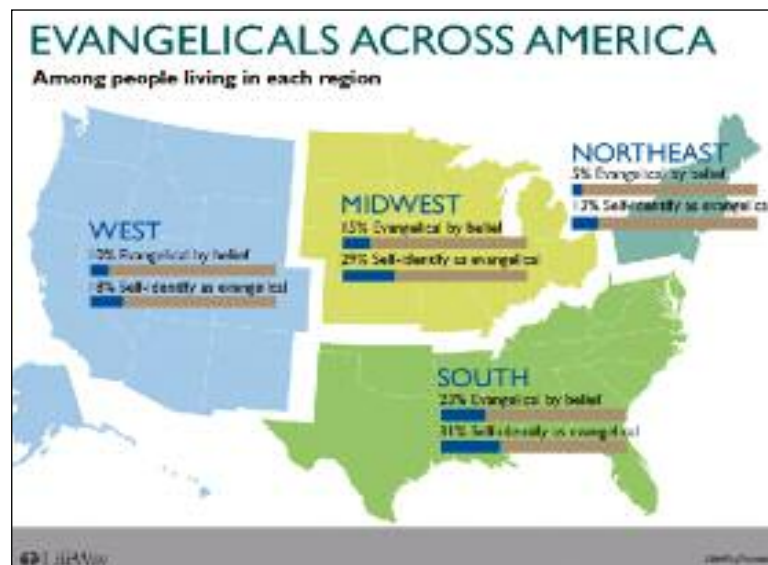 EVANGELICALS ACROSS AMERICA
Among people living in each region
NORTHEAST
5% Evangelical by belief
Self-identify as evangelical
MIDWEST
15% Evangelical by belief
29% Self-identify as evangelical
WEST
Evangelical by belief
18% Self-identify as evangelical
SOUTH
23% Evangelical by belief
31% Self-identify as evangelical
LifeWay